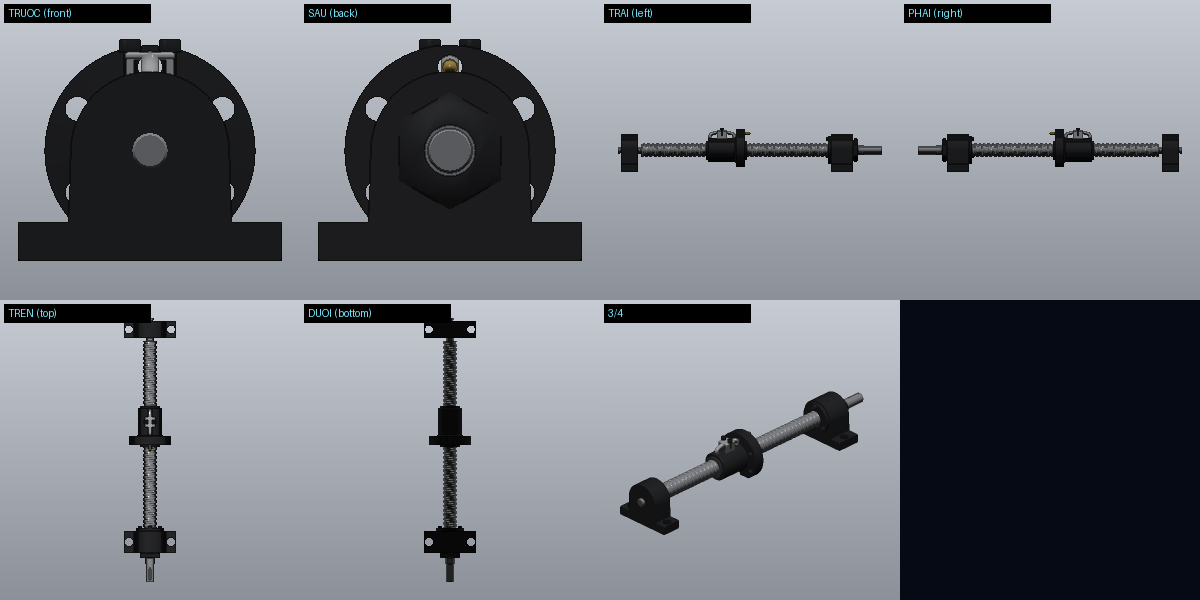 TRUOC (front)
SAU (back)
TRAI (left)
PHAI (right)
TREN (top)
DUOI (bottom)
3/4